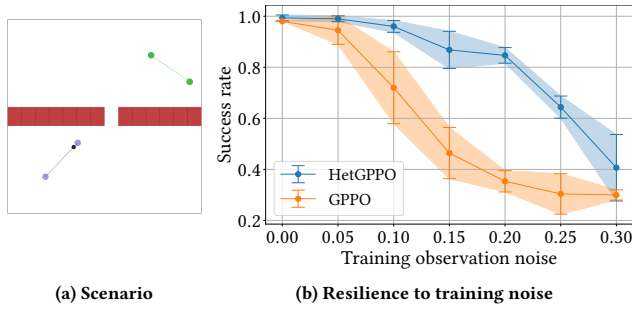 1.0
0.8
0.6
0.4
0.2
Success rate
HetGPPO
GPPO
0.00 0.05 0.10 0.15 0.20 0.25 0.30
Training observation noise
(a) Scenario
(b) Resilience to training noise